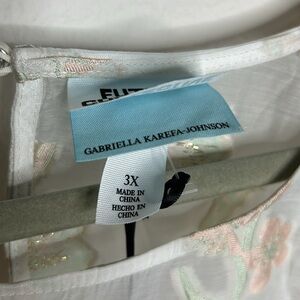 GABRIELLA KAREFA-JOHNSON
3X
MADE IN
CHINA
HECHO EN
CHINA